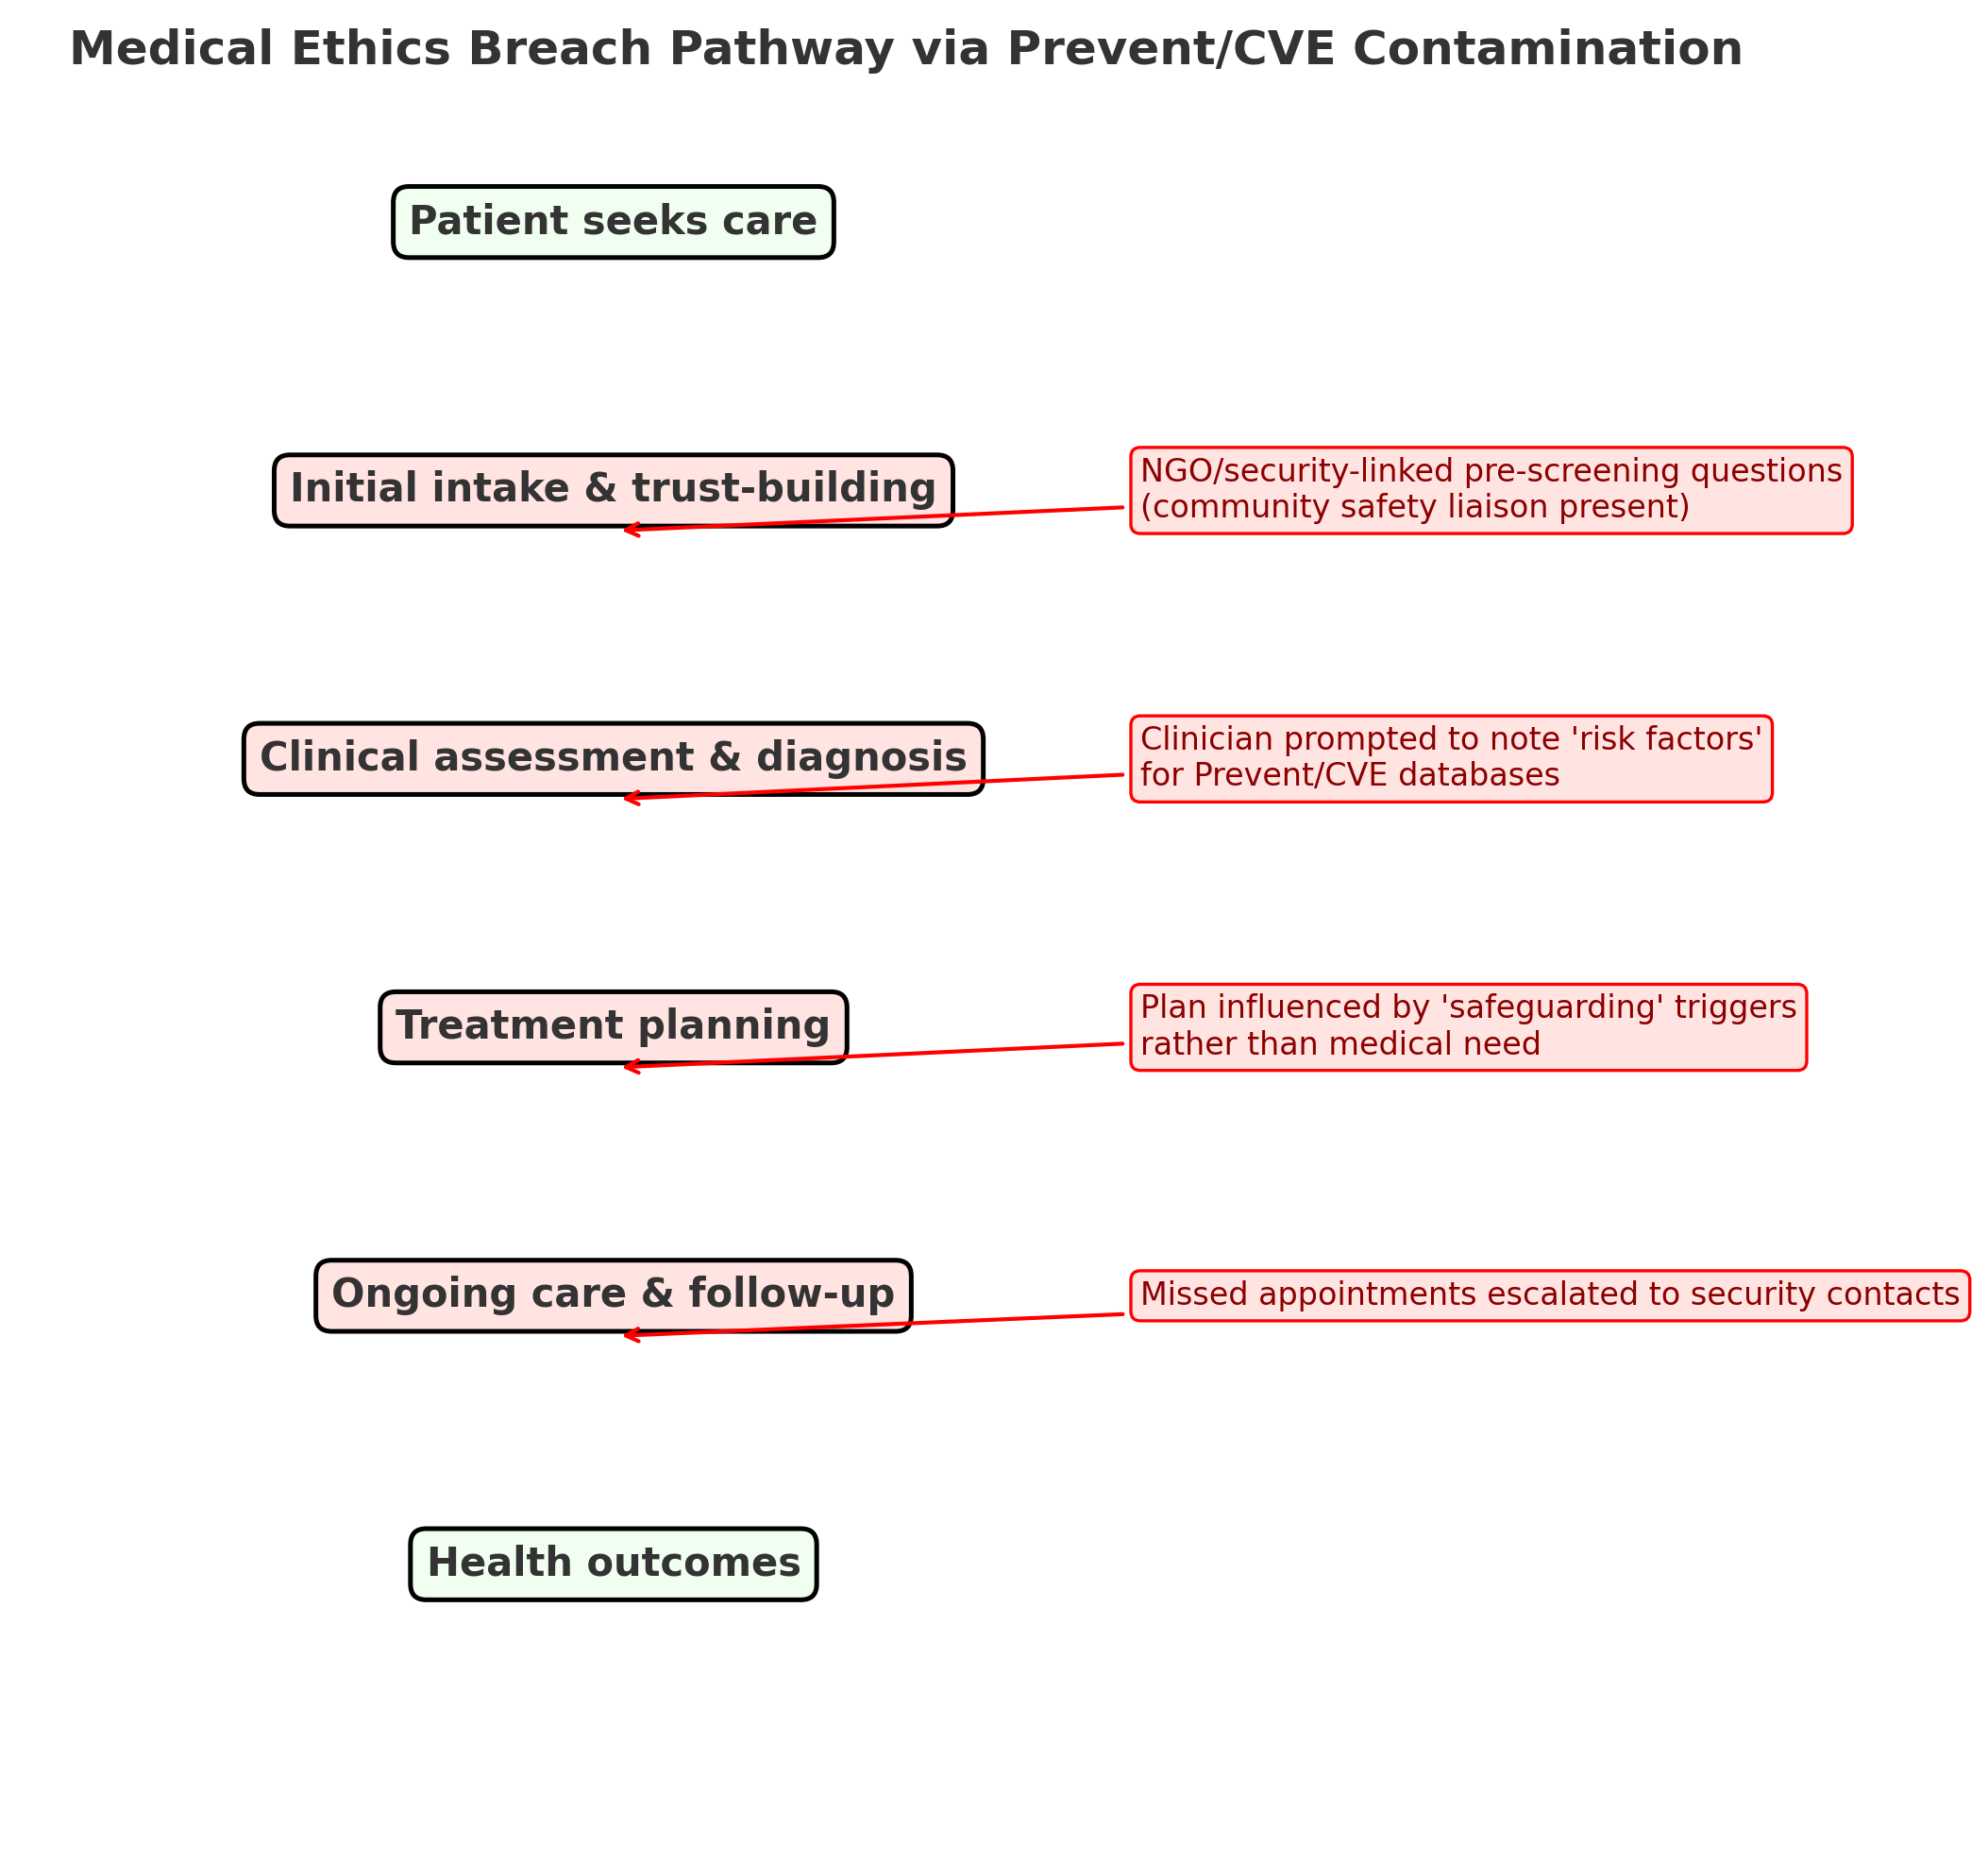 Medical Ethics Breach Pathway via Prevent/CVE Contamination
Patient seeks care
Initial intake & trust-building
NGO/security-linked pre-screening questions
(community safety liaison present)
Clinical assessment & diagnosis
Clinician prompted to note 'risk factors'
for Prevent/CVE databases
Treatment planning
Plan influenced by 'safeguarding' triggers
rather than medical need
Ongoing care & follow-up
Missed appointments escalated to security contacts
Health outcomes